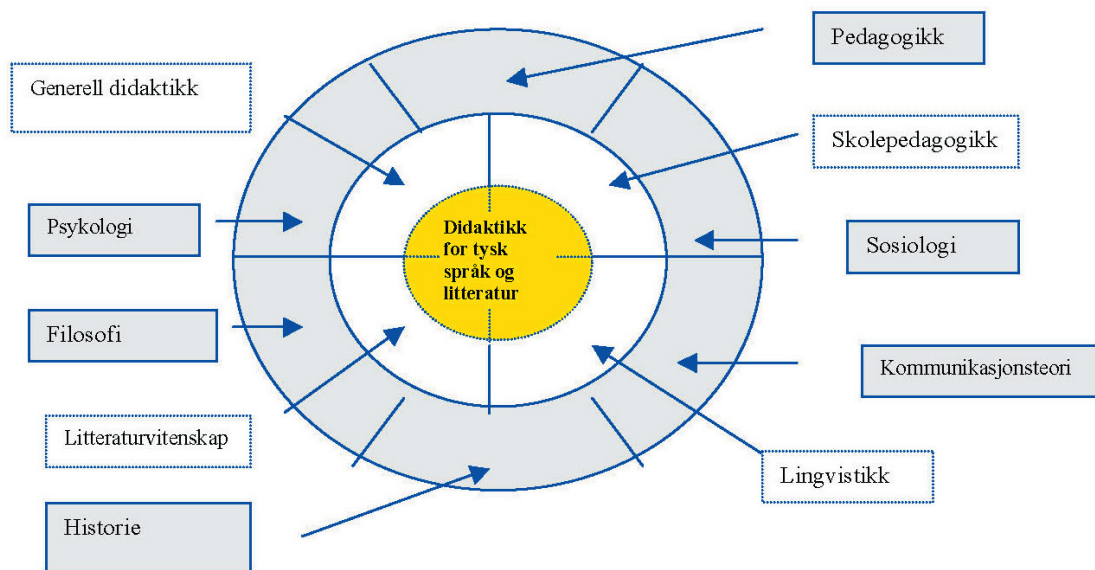 Pedagogikk
Generell didaktikk
Skolepedagogikk
Psykologi
Didaktikk
for tysk
språk og
litteratur
Sosiologi
Filosofi
Kommunikasjonsteori
Litteraturvitenskap
Lingvistikk
Historie